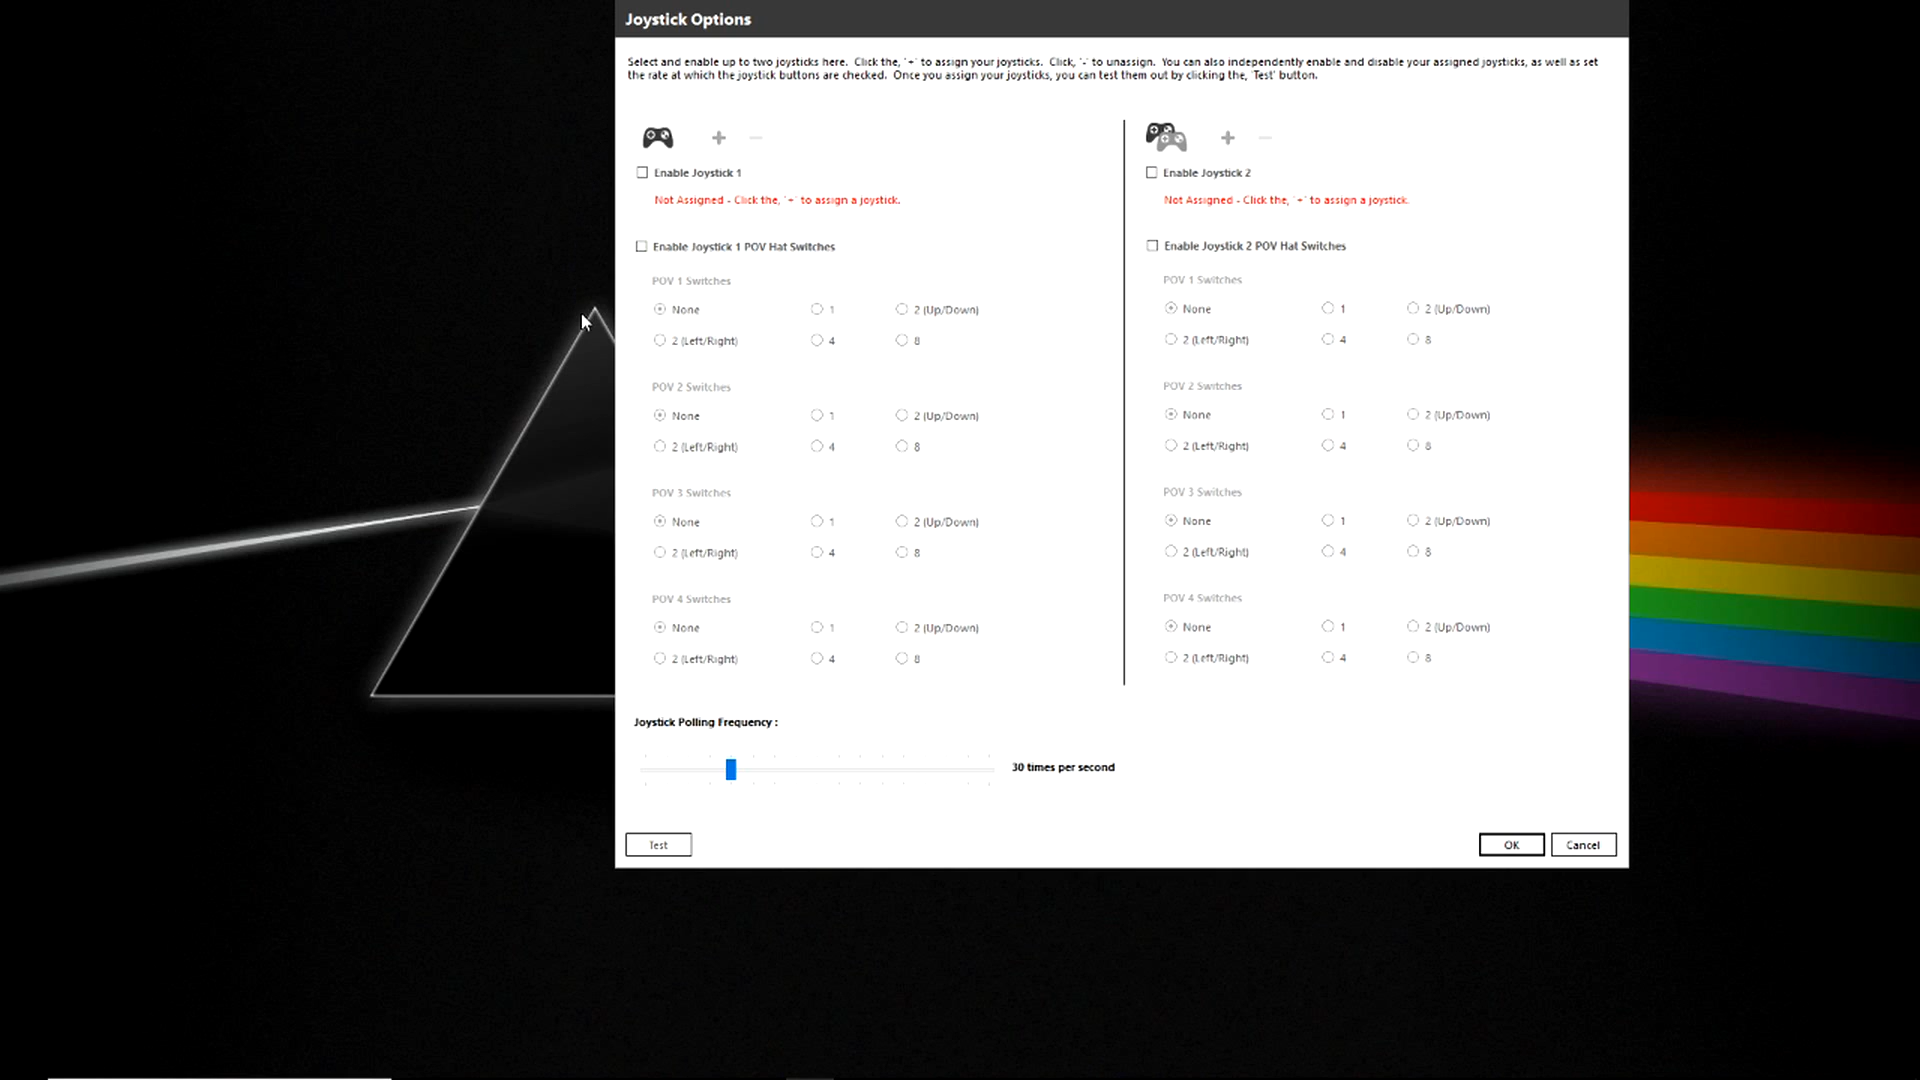 Joystick Options
Select and enable up to two joysticks here. Click the, '+' to assign your joysticks. Click, '-' to unassign. You can also independently enable and disable your assigned joysticks, as well as set
the rate at which the joystick buttons are checked. Once you assign your joysticks, you can test them out by clicking the, 'Test' button.
Enable Joystick 1
Not Assigned - Click the, '+' to assign a joystick.
Enable Joystick 1 POV Hat Switches
POV 1 Switches
None 1 2 (Up/Down)
2 (Left/Right) 4 8
POV 2 Switches
None 1 2 (Up/Down)
2 (Left/Right) 4 8
POV 3 Switches
None 1 2 (Up/Down)
2 (Left/Right) 4 8
POV 4 Switches
None 1 2 (Up/Down)
2 (Left/Right) 4 8
Enable Joystick 2
Not Assigned - Click the, '+' to assign a joystick.
Enable Joystick 2 POV Hat Switches
POV 1 Switches
None 1 2 (Up/Down)
2 (Left/Right) 4 8
POV 2 Switches
None 1 2 (Up/Down)
2 (Left/Right) 4 8
POV 3 Switches
None 1 2 (Up/Down)
2 (Left/Right) 4 8
POV 4 Switches
None 1 2 (Up/Down)
2 (Left/Right) 4 8
Joystick Polling Frequency :
30 times per second
Test
OK
Cancel